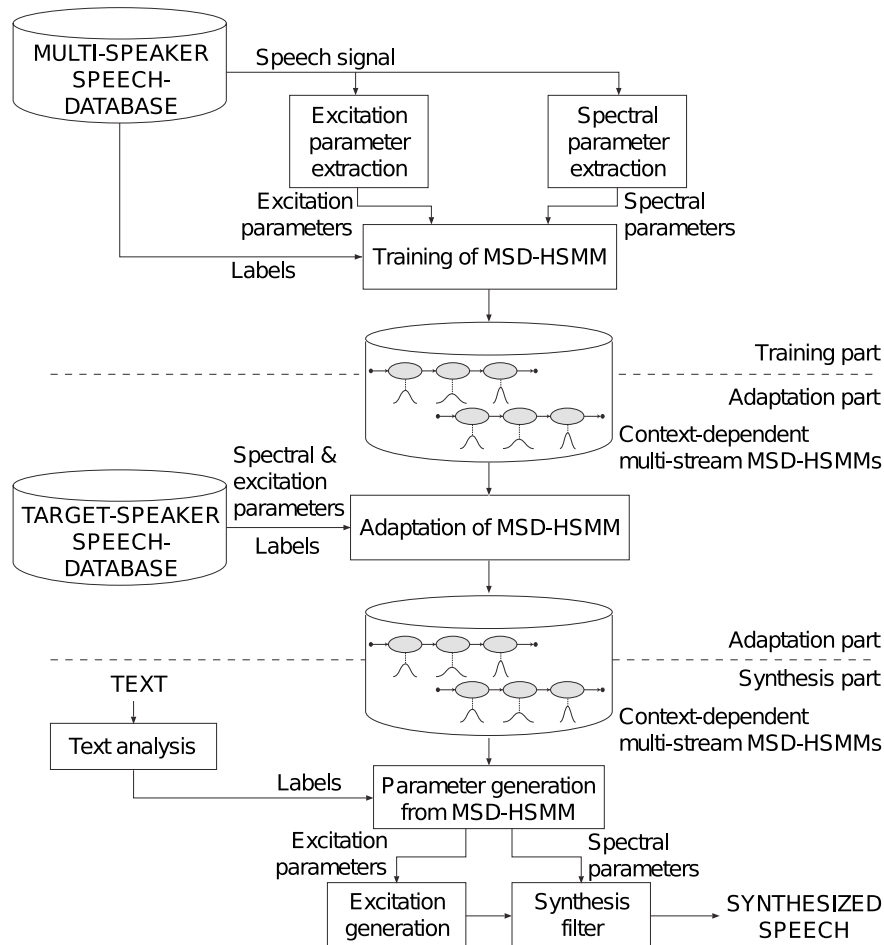 MULTI-SPEAKER
SPEECH-
DATABASE
Speech signal
Excitation
parameter
extraction
Spectral
parameter
extraction
Excitation
parameters
Spectral
parameters
Training of MSD-HSMM
Labels
Training part
Adaptation part
Context-dependent
multi-stream MSD-HSMMs
Spectral &
excitation
parameters
TARGET-SPEAKER
SPEECH-
DATABASE
Labels
Adaptation of MSD-HSMM
Adaptation part
Synthesis part
TEXT
Context-dependent
multi-stream MSD-HSMMs
Text analysis
Labels
Parameter generation
from MSD-HSMM
Excitation
parameters
Spectral
parameters
Excitation
generation
Synthesis
filter
SYNTHESIZED
SPEECH